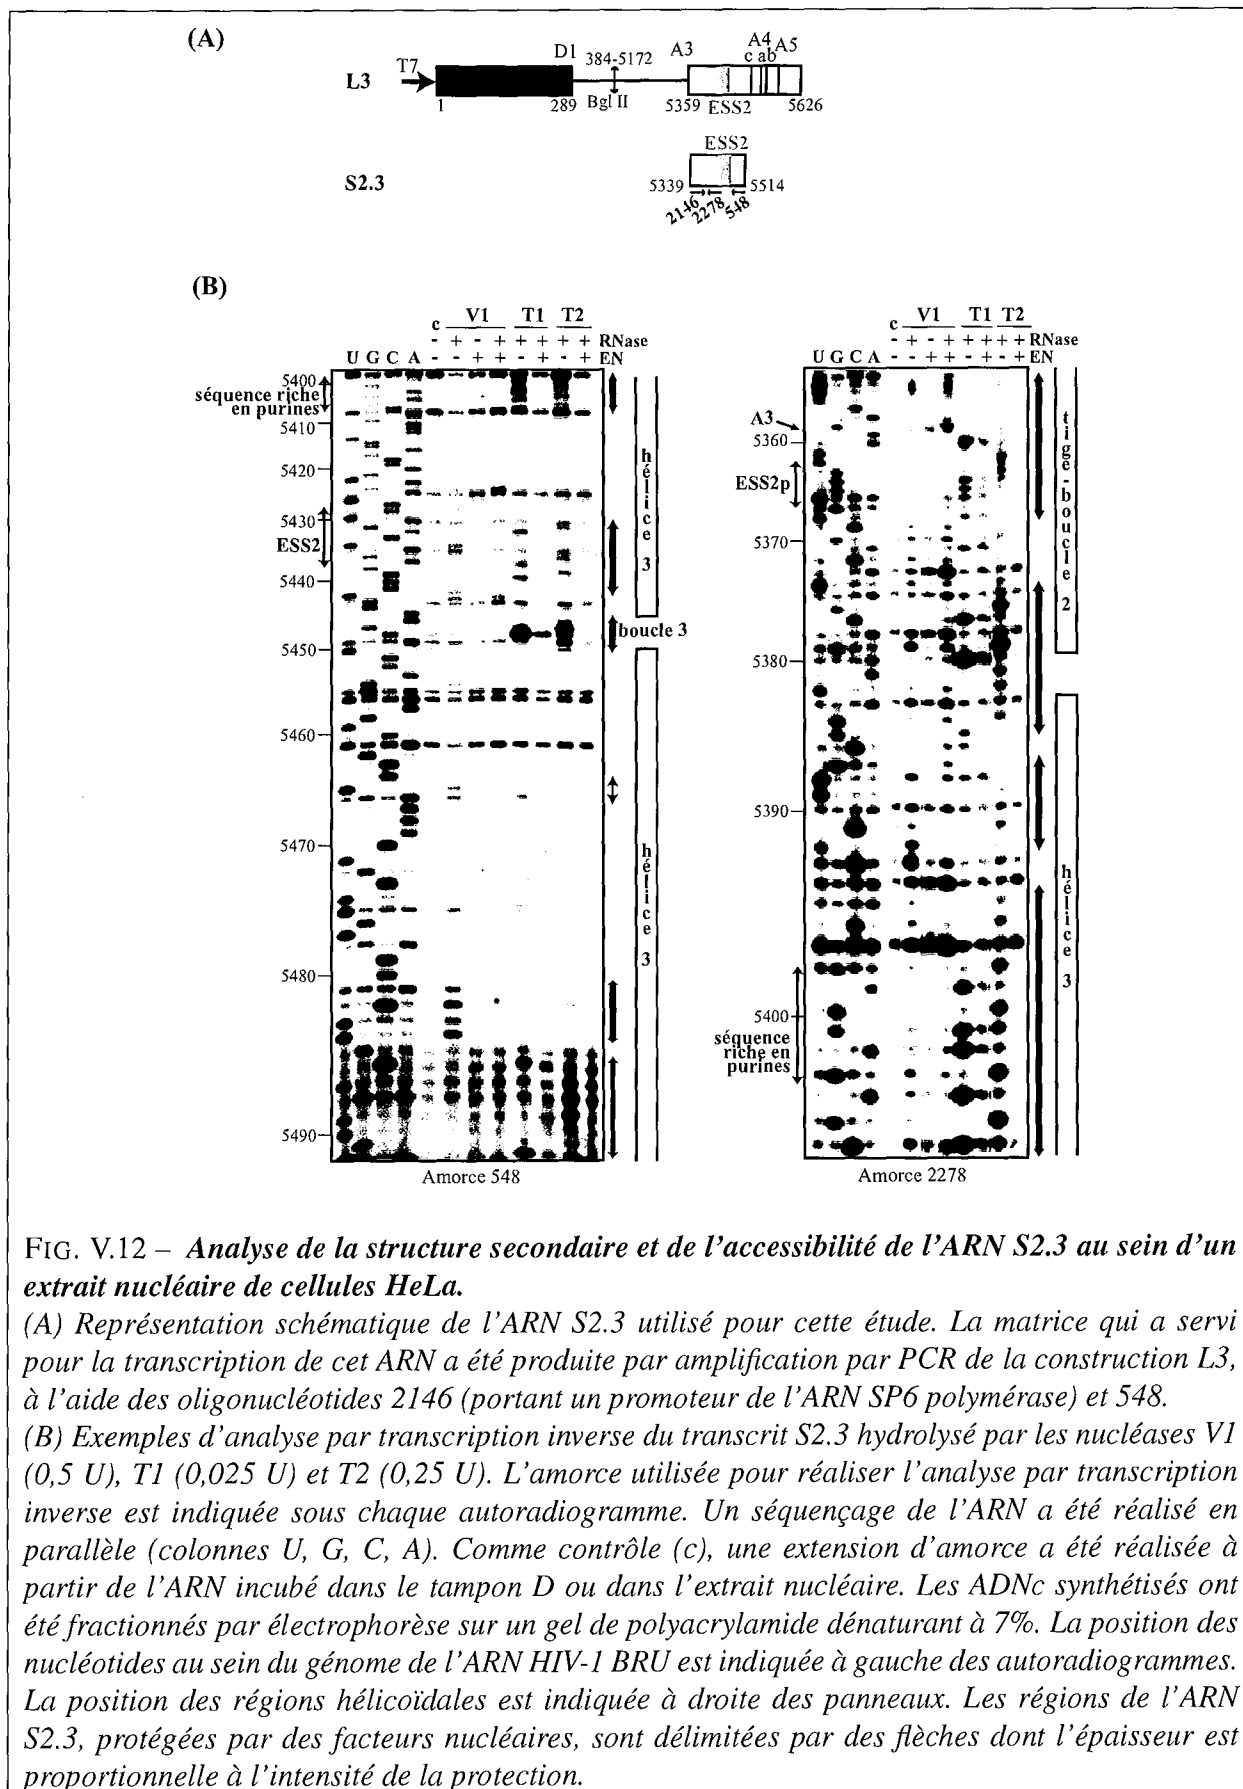 (A)
L3
T7
D1
384-5172
A3
A4
A5
c ab
1
289
Bgl II
5359
ESS2
5626
S2.3
ESS2
5339
5514
2146
2278
548
(B)
c V1 T1 T2
- + - + + + + + RNase
U G C A - - + + - + - + EN
5400
séquence riche
en purines
5410
5420
5430
ESS2
5440
5450
5460
5470
5480
5490
hélice 3
boucle 3
hélice 3
Amorce 548
c V1 T1 T2
- + - + + + + + RNase
U G C A - - + + - + - + EN
A3
5360
ESS2p
5370
5380
5390
5400
séquence
riche en
purines
tige-boucle 2
hélice 3
Amorce 2278
FIG. V.12 – Analyse de la structure secondaire et de l'accessibilité de l'ARN S2.3 au sein d'un
extrait nucléaire de cellules HeLa.
(A) Représentation schématique de l'ARN S2.3 utilisé pour cette étude. La matrice qui a servi
pour la transcription de cet ARN a été produite par amplification par PCR de la construction L3,
à l'aide des oligonucléotides 2146 (portant un promoteur de l'ARN SP6 polymérase) et 548.
(B) Exemples d'analyse par transcription inverse du transcrit S2.3 hydrolysé par les nucléases V1
(0,5 U), T1 (0,025 U) et T2 (0,25 U). L'amorce utilisée pour réaliser l'analyse par transcription
inverse est indiquée sous chaque autoradiogramme. Un séquençage de l'ARN a été réalisé en
parallèle (colonnes U, G, C, A). Comme contrôle (c), une extension d'amorce a été réalisée à
partir de l'ARN incubé dans le tampon D ou dans l'extrait nucléaire. Les ADNc synthétisés ont
été fractionnés par électrophorèse sur un gel de polyacrylamide dénaturant à 7%. La position des
nucléotides au sein du génome de l'ARN HIV-1 BRU est indiquée à gauche des autoradiogrammes.
La position des régions hélicoïdales est indiquée à droite des panneaux. Les régions de l'ARN
S2.3, protégées par des facteurs nucléaires, sont délimitées par des flèches dont l'épaisseur est
proportionnelle à l'intensité de la protection.